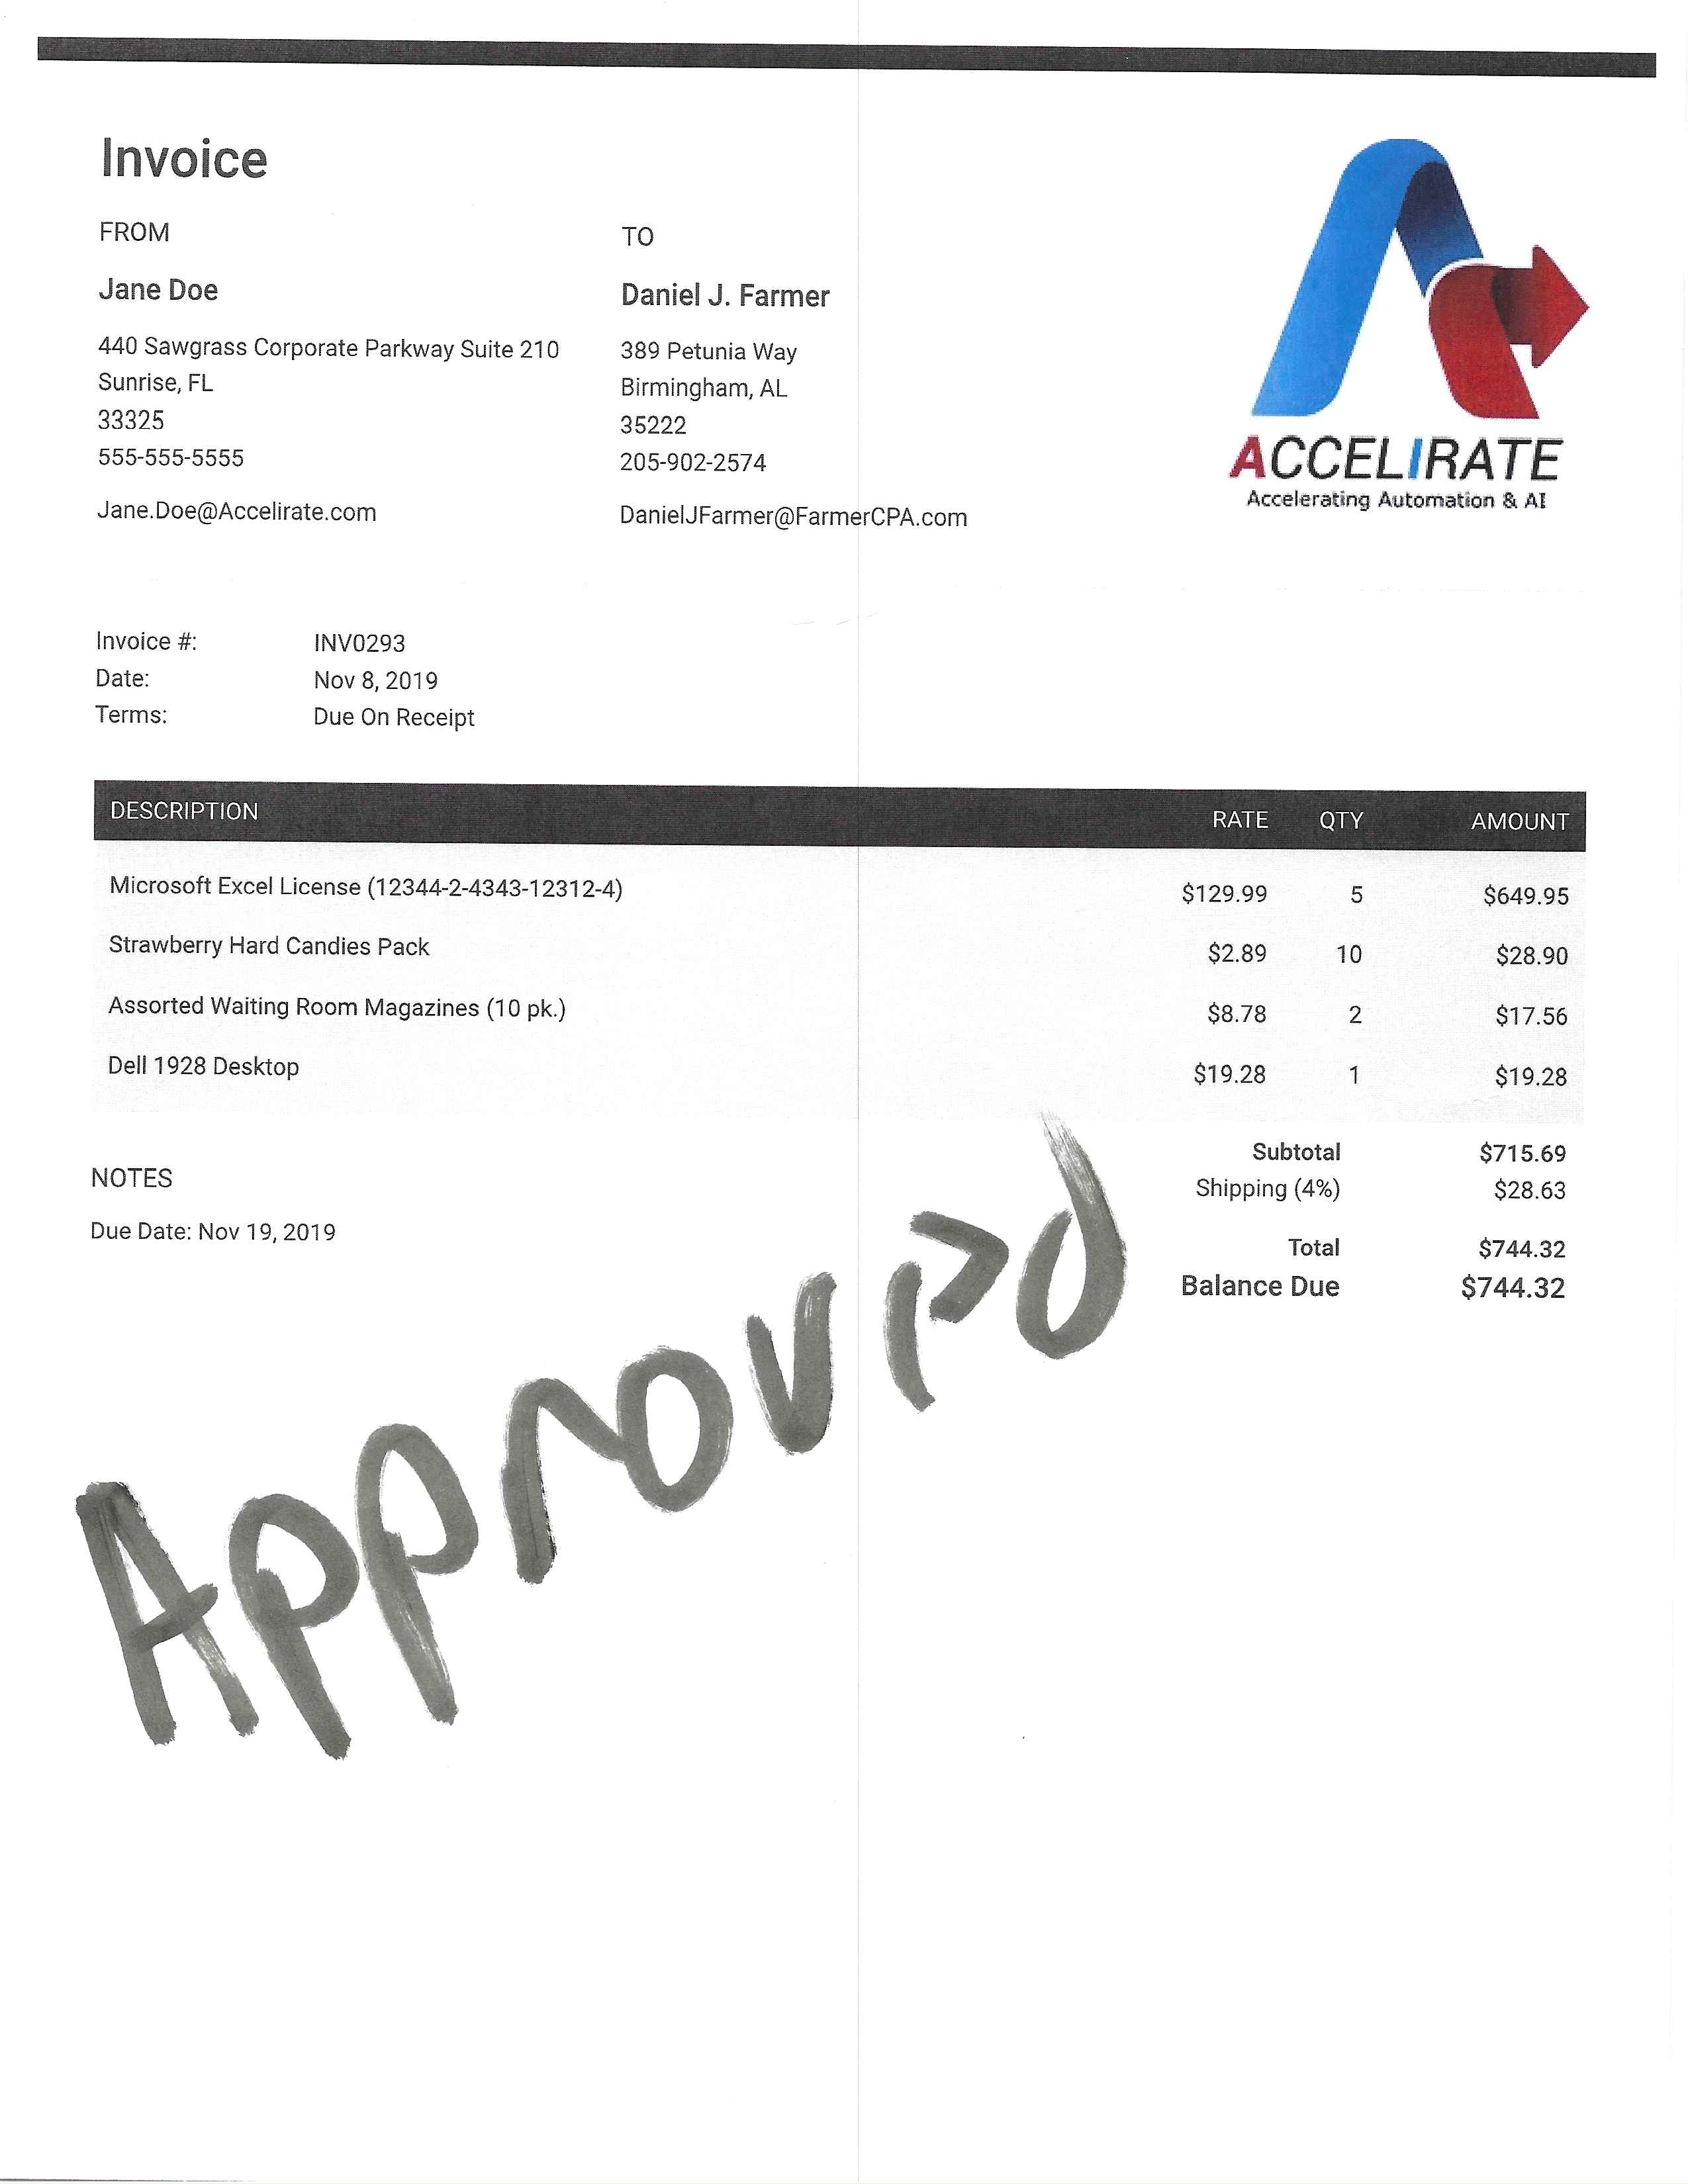 Invoice
FROM
Jane Doe
440 Sawgrass Corporate Parkway Suite 210
Sunrise, FL
33325
555-555-5555
Jane.Doe@Accelirate.com
TO
Daniel J. Farmer
389 Petunia Way
Birmingham, AL
35222
205-902-2574
DanielJFarmer@FarmerCPA.com
ACCELIRATE
Accelerating Automation & AI
Invoice #: INV0293
Date: Nov 8, 2019
Terms: Due On Receipt
DESCRIPTION RATE QTY AMOUNT
Microsoft Excel License (12344-2-4343-12312-4) $129.99 5 $649.95
Strawberry Hard Candies Pack $2.89 10 $28.90
Assorted Waiting Room Magazines (10 pk.) $8.78 2 $17.56
Dell 1928 Desktop $19.28 1 $19.28
Subtotal $715.69
Shipping (4%) $28.63
Total $744.32
Balance Due $744.32
NOTES
Due Date: Nov 19, 2019
Approved